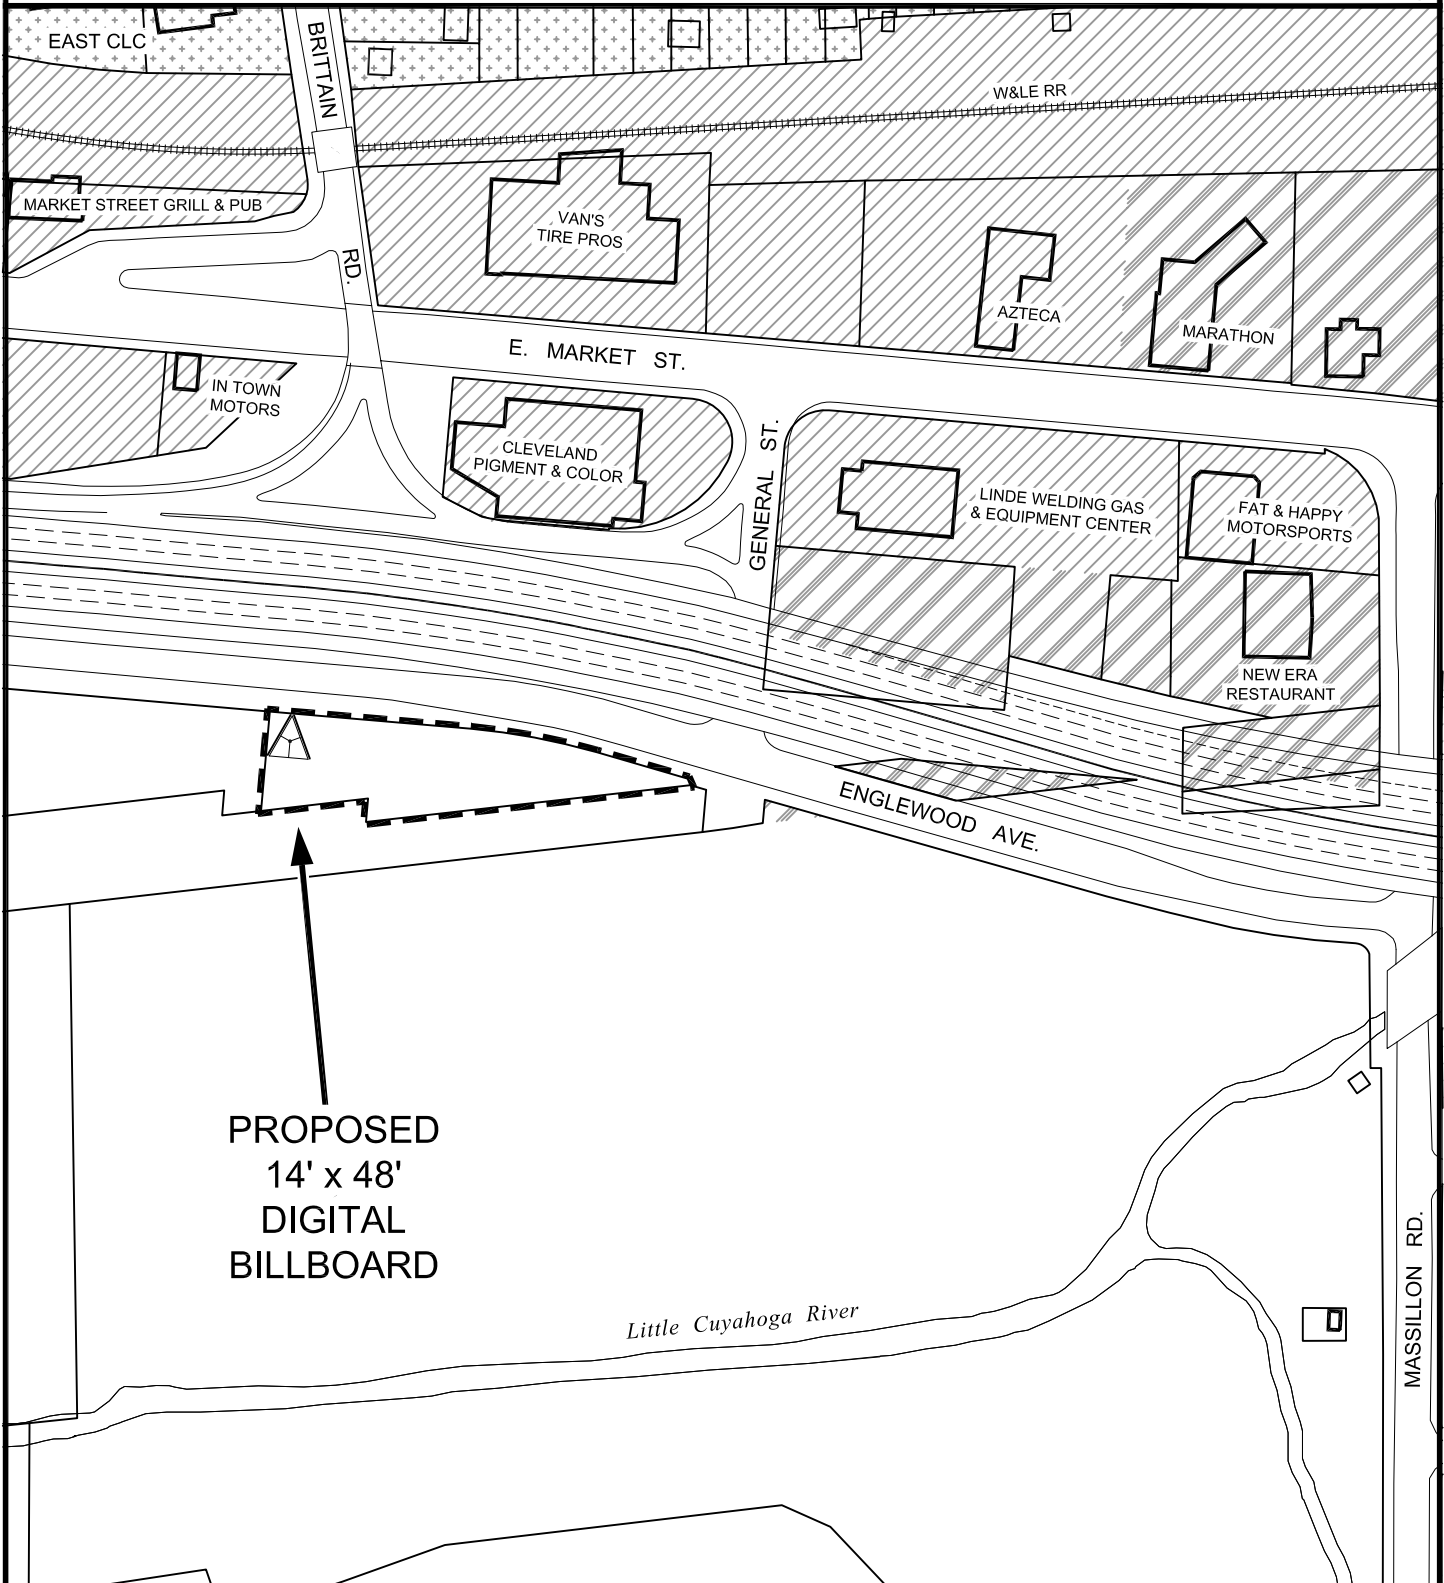 EAST CLC
BRITTAIN
W&LE RR
MARKET STREET GRILL & PUB
VAN'S
TIRE PROS
RD.
AZTECA
MARATHON
E. MARKET ST.
IN TOWN
MOTORS
CLEVELAND
PIGMENT & COLOR
GENERAL ST.
LINDE WELDING GAS
& EQUIPMENT CENTER
FAT & HAPPY
MOTORSPORTS
NEW ERA
RESTAURANT
ENGLEWOOD AVE.
PROPOSED
14' x 48'
DIGITAL
BILLBOARD
Little Cuyahoga River
MASSILLON RD.